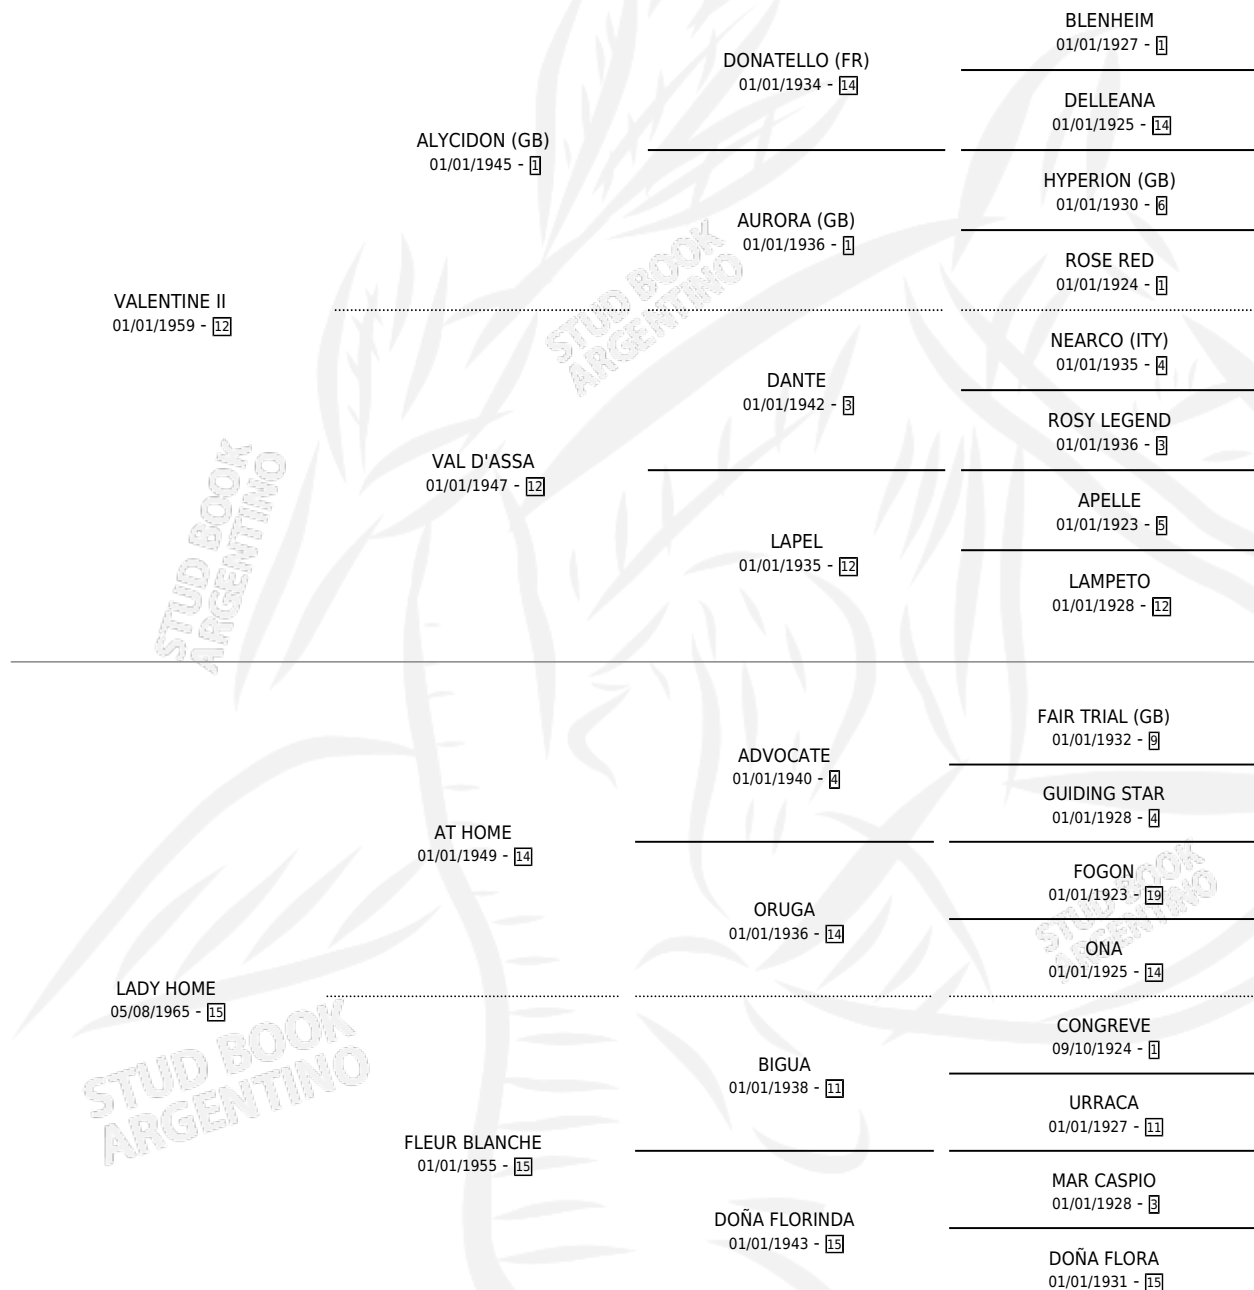 BLENHEIM
01/01/1927 - 1
DONATELLO (FR)
01/01/1934 - 14
DELLEANA
01/01/1925 - 14
ALYCIDON (GB)
01/01/1945 - 1
HYPERION (GB)
01/01/1930 - 6
AURORA (GB)
01/01/1936 - 1
ROSE RED
01/01/1924 - 1
VALENTINE II
01/01/1959 - 12
STUD BOOK
ARGENTINO
NEARCO (ITY)
01/01/1935 - 4
DANTE
01/01/1942 - 3
ROSY LEGEND
01/01/1936 - 3
VAL D'ASSA
01/01/1947 - 12
APELLE
01/01/1923 - 5
LAPEL
01/01/1935 - 12
LAMPETO
01/01/1928 - 12
STUD BOOK
ARGENTINO
FAIR TRIAL (GB)
01/01/1932 - 9
ADVOCATE
01/01/1940 - 4
GUIDING STAR
01/01/1928 - 4
AT HOME
01/01/1949 - 14
FOGON
01/01/1923 - 19
ORUGA
01/01/1936 - 14
ONA
01/01/1925 - 14
STUD BOOK
ARGENTINO
LADY HOME
05/08/1965 - 15
STUD BOOK
ARGENTINO
CONGREVE
09/10/1924 - 1
BIGUA
01/01/1938 - 11
URRACA
01/01/1927 - 11
FLEUR BLANCHE
01/01/1955 - 15
MAR CASPIO
01/01/1928 - 3
DOÑA FLORINDA
01/01/1943 - 15
DOÑA FLORA
01/01/1931 - 15